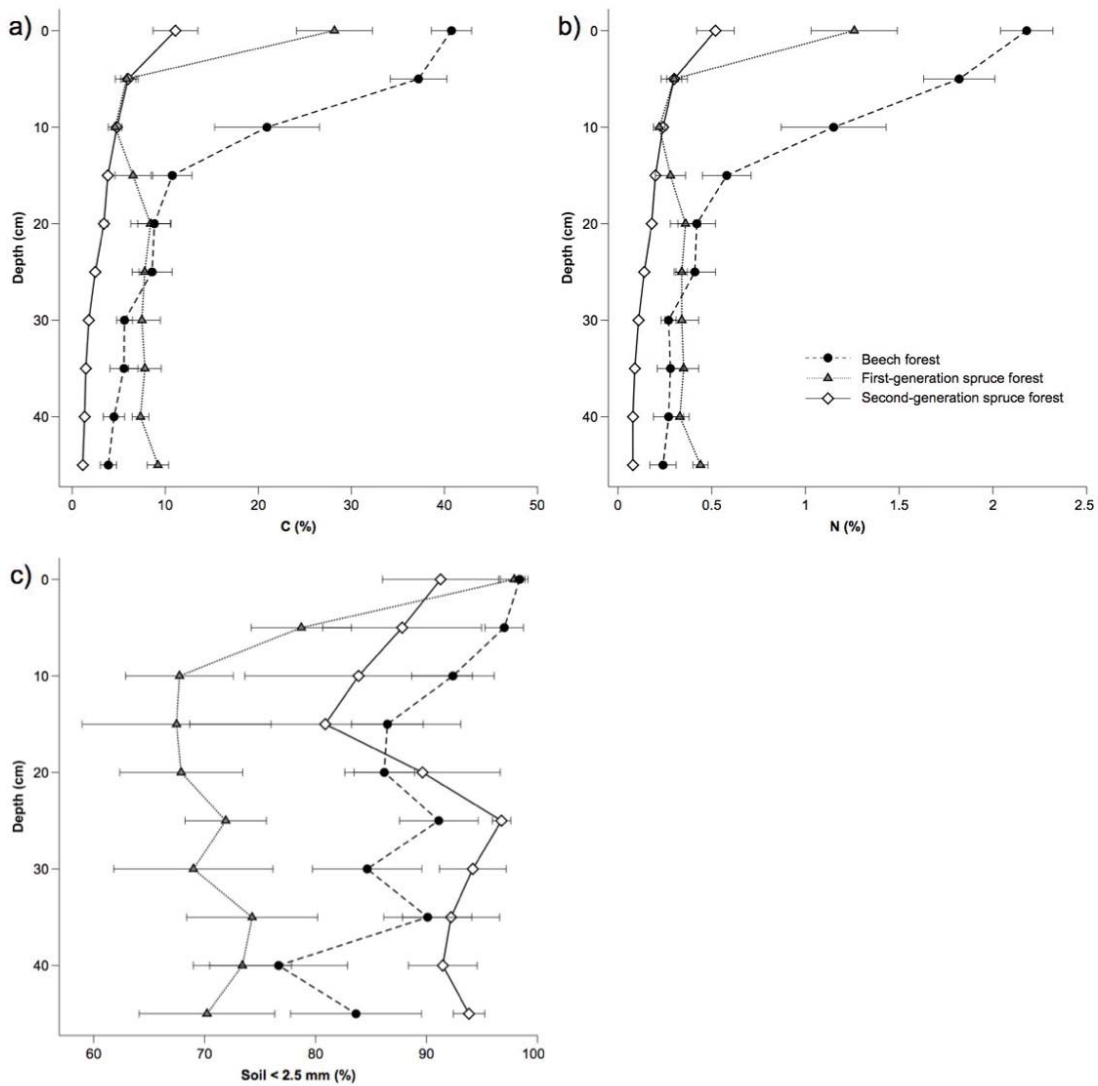 a)
0
10
20
30
40
Depth (cm)
0
10
20
30
40
50
C (%)
b)
0
10
20
30
40
Depth (cm)
Beech forest
First-generation spruce forest
Second-generation spruce forest
0
0.5
1
1.5
2
2.5
N (%)
c)
0
10
20
30
40
Depth (cm)
60
70
80
90
100
Soil < 2.5 mm (%)